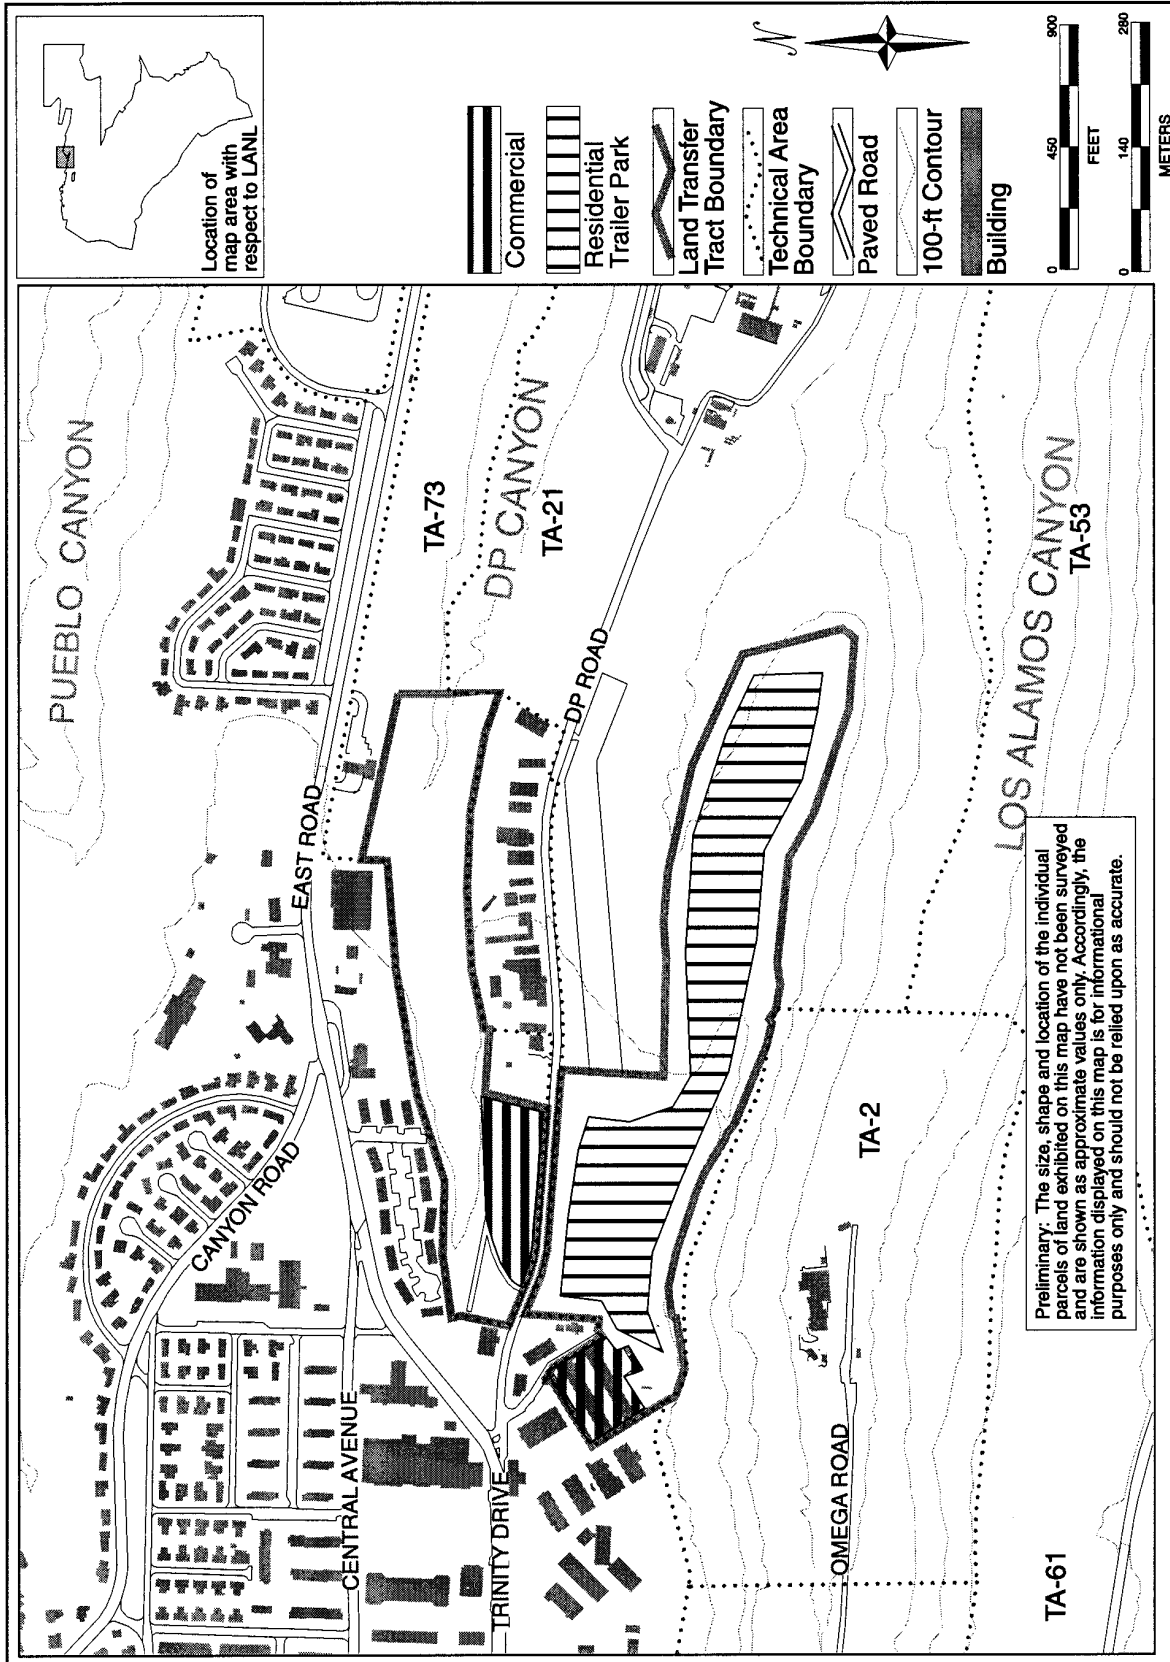 PUEBLO CANYON
CANYON ROAD
EAST ROAD
CENTRAL AVENUE
TRINITY DRIVE
TA-73
DP CANYON
TA-21
DP ROAD
OMEGA ROAD
TA-2
TA-61
LOS ALAMOS CANYON
TA-53
Preliminary: The size, shape and location of the individual
parcels of land exhibited on this map have not been surveyed
and are shown as approximate values only. Accordingly, the
information displayed on this map is for informational
purposes only and should not be relied upon as accurate.
Location of
map area with
respect to LANL
Commercial
Residential
Trailer Park
Land Transfer
Tract Boundary
Technical Area
Boundary
Paved Road
100-ft Contour
Building
N
0 450 900
FEET
0 140 280
METERS